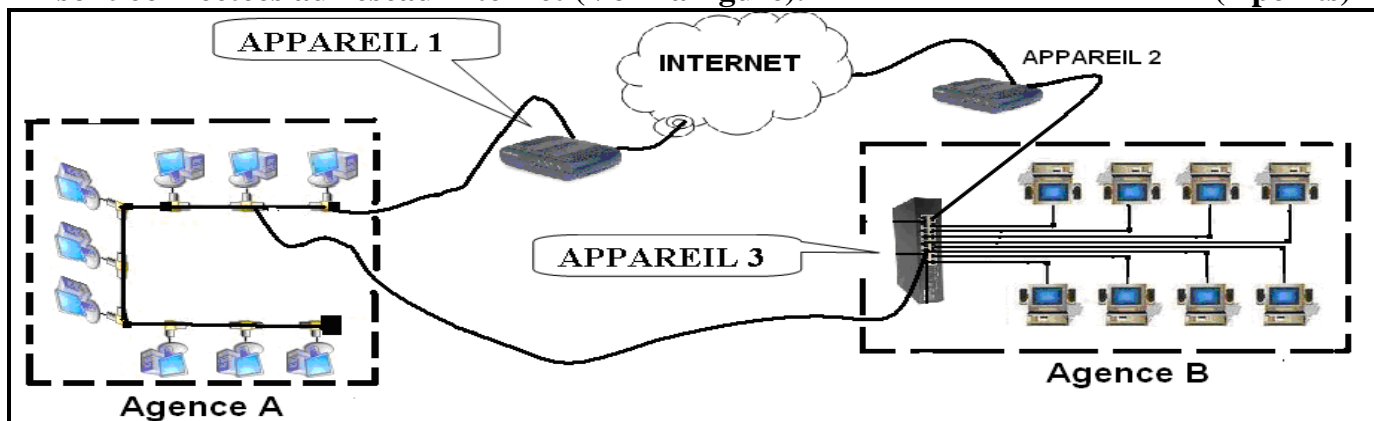 APPAREIL 1
INTERNET
APPAREIL 2
APPAREIL 3
Agence B
Agence A